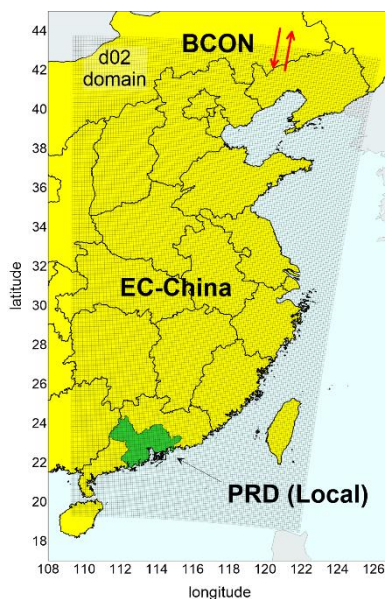 44
BCON
42
d02
domain
40
38
36
34
latitude
32
EC-China
30
28
26
24
22
20
PRD (Local)
18
108 110 112 114 116 118 120 122 124 126
longitude